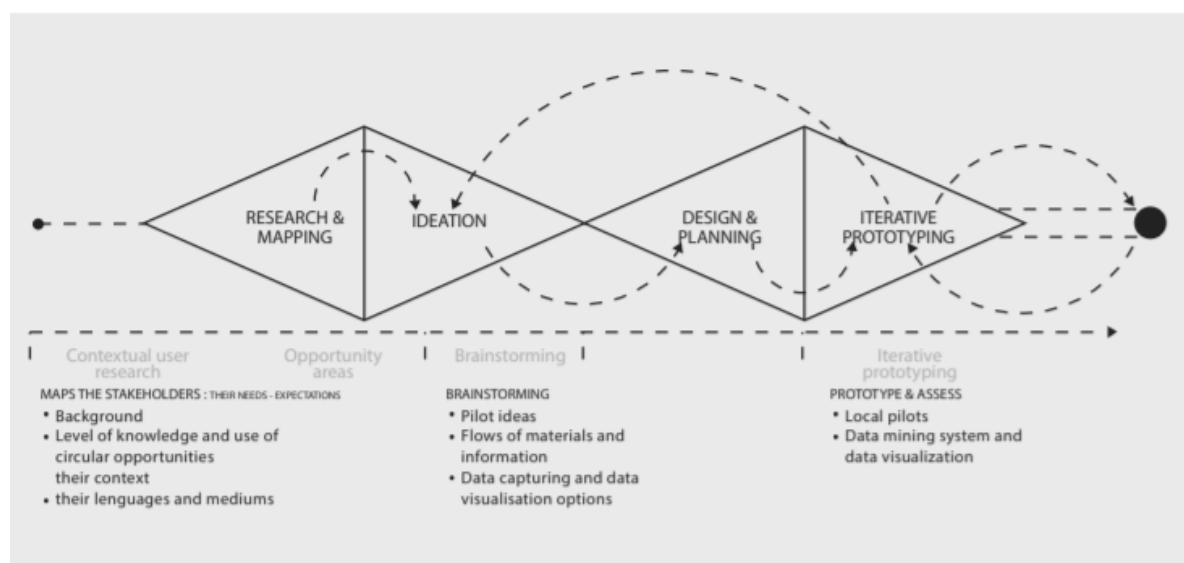 RESEARCH &
MAPPING
IDEATION
DESIGN &
PLANNING
ITERATIVE
PROTOTYPING
Contextual user
research
Opportunity
areas
Brainstorming
Iterative
prototyping
MAPS THE STAKEHOLDERS : THEIR NEEDS - EXPECTATIONS
• Background
• Level of knowledge and use of
circular opportunities
their context
• their lenguages and mediums
BRAINSTORMING
• Pilot ideas
• Flows of materials and
information
• Data capturing and data
visualisation options
PROTOTYPE & ASSESS
• Local pilots
• Data mining system and
data visualization